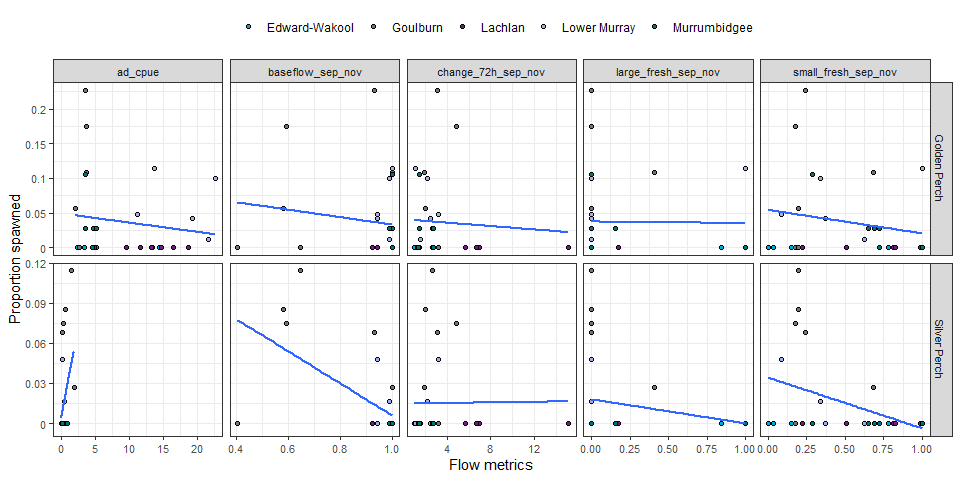 Edward-Wakool Goulburn Lachlan Lower Murray Murrumbidgee
ad_cpue baseflow_sep_nov change_72h_sep_nov large_fresh_sep_nov small_fresh_sep_nov
Proportion spawned
0.2
0.15
0.1
0.05
0
Golden Perch
0.12
0.09
0.06
0.03
0
Silver Perch
0 5 10 15 20 0.4 0.6 0.8 1.0 4 8 12 0.00 0.25 0.50 0.75 1.00 0.00 0.25 0.50 0.75 1.00
Flow metrics